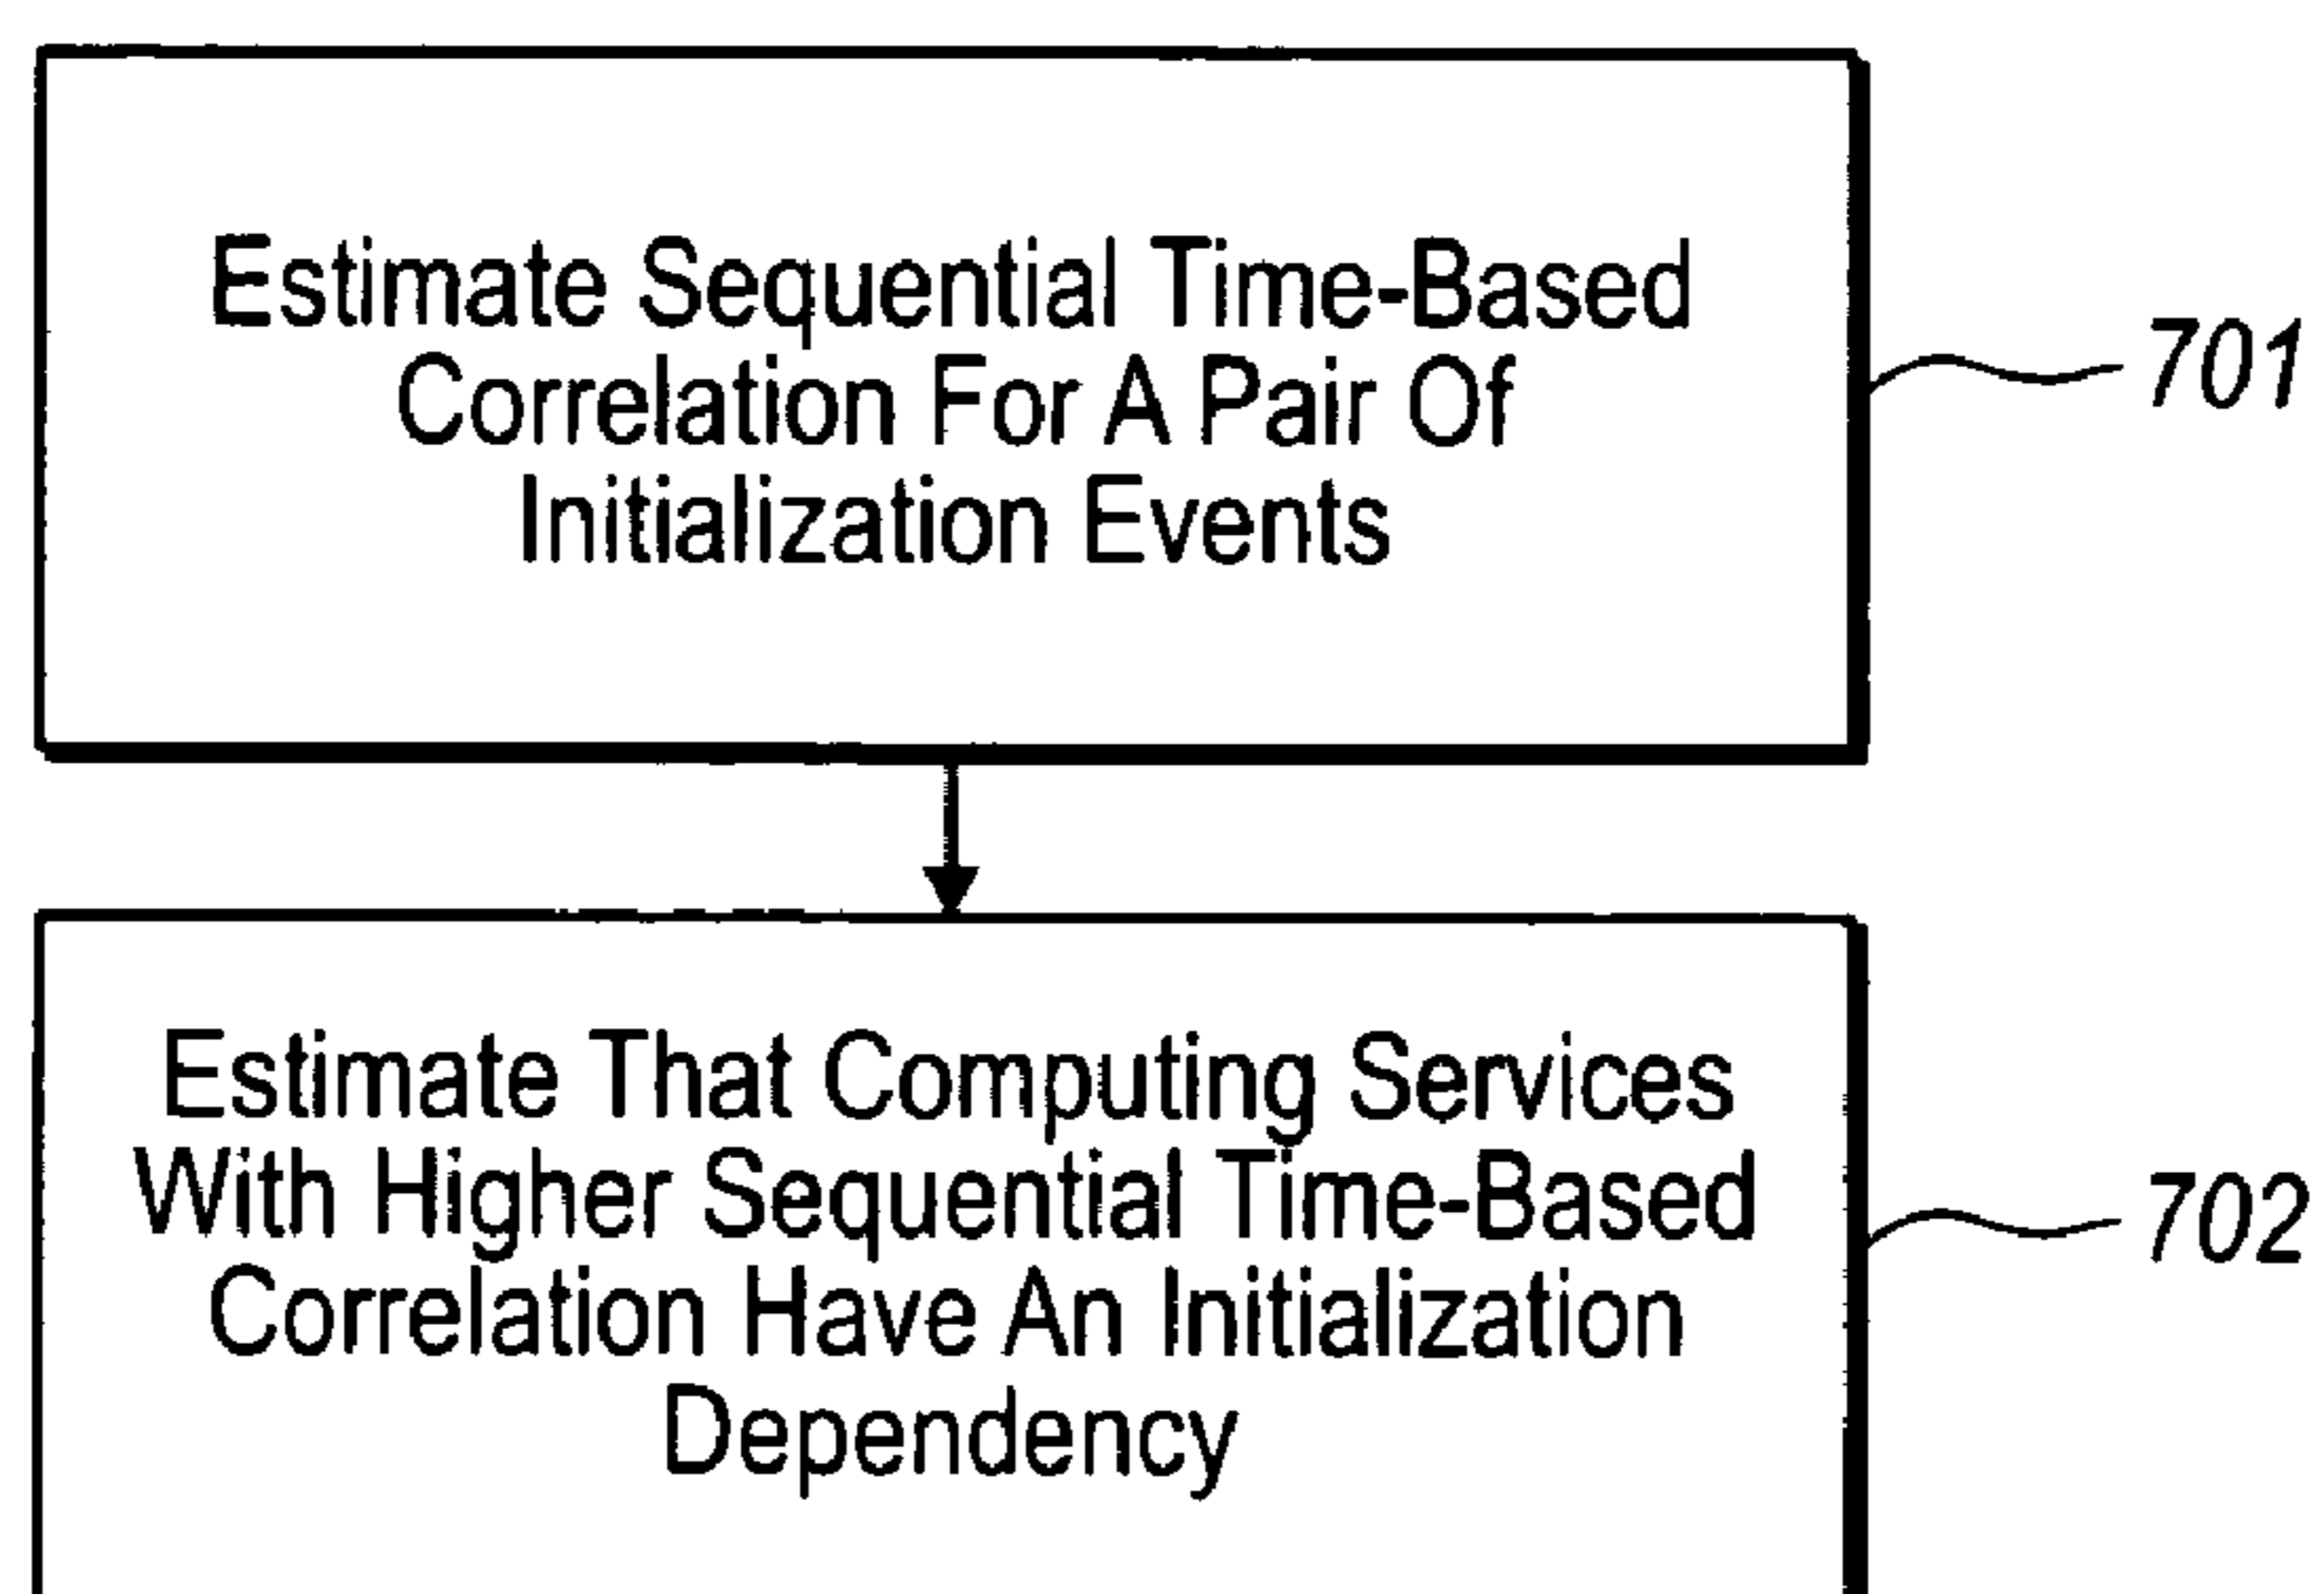 Estimate Sequential Time-Based
Correlation For A Pair Of
Initialization Events
701
Estimate That Computing Services
With Higher Sequential Time-Based
Correlation Have An Initialization
Dependency
702